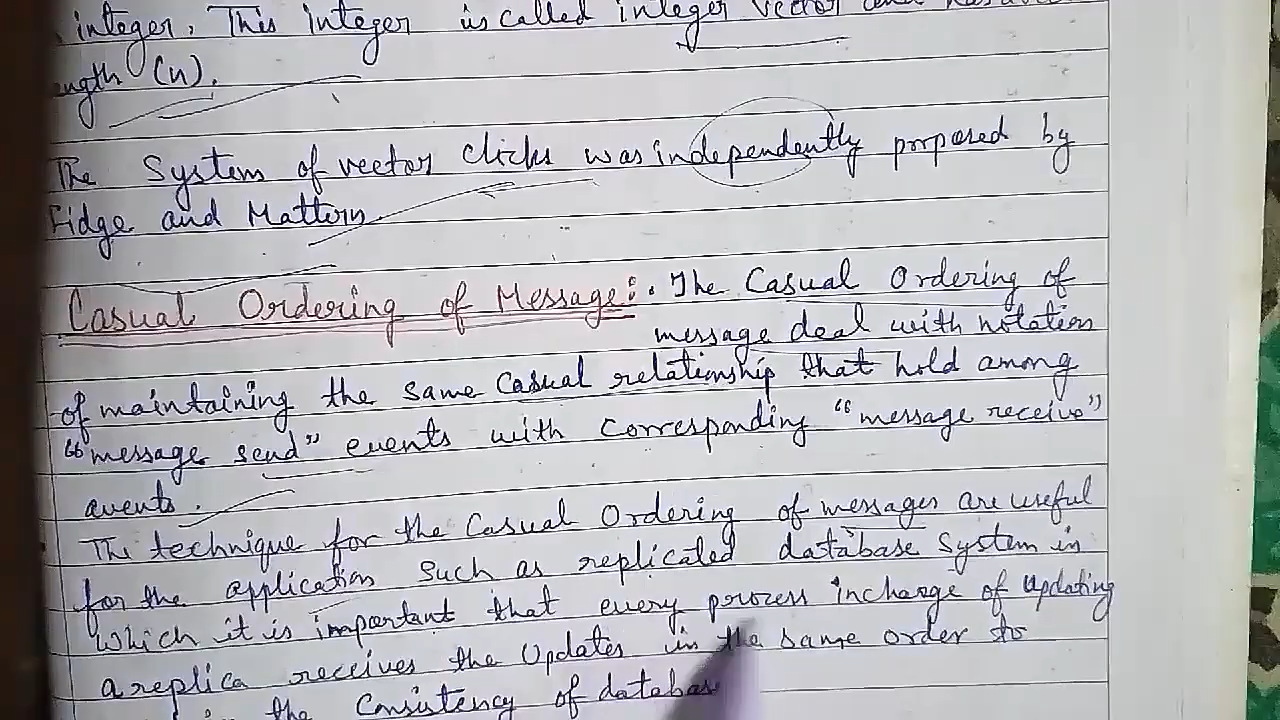 integer. This integer is called integer vector and
ength (n).
The System of vector clicks was independently proposed by
Fidge and Mattern
Casual Ordering of Message:. The Casual Ordering of
message deal with notation
of maintaining the same casual relationship that hold among
"message send" events with corresponding "message receive"
events.
The technique for the Casual Ordering of messages are useful
for the application such as replicated database System in
which it is important that every process incharge of updating
a replica receives the Updates in the same order to
the Consistency of database